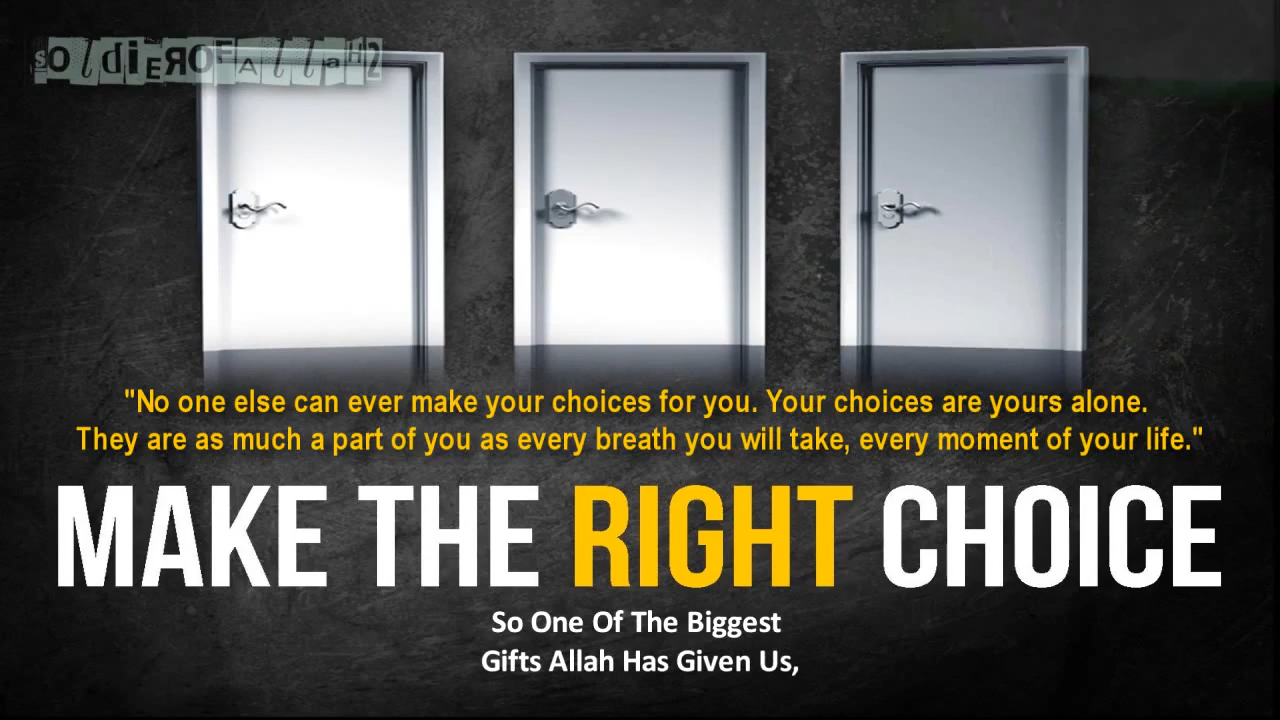 sOldiEROFAllaH2
"No one else can ever make your choices for you. Your choices are yours alone.
They are as much a part of you as every breath you will take, every moment of your life."
MAKE THE RIGHT CHOICE
So One Of The Biggest
Gifts Allah Has Given Us,